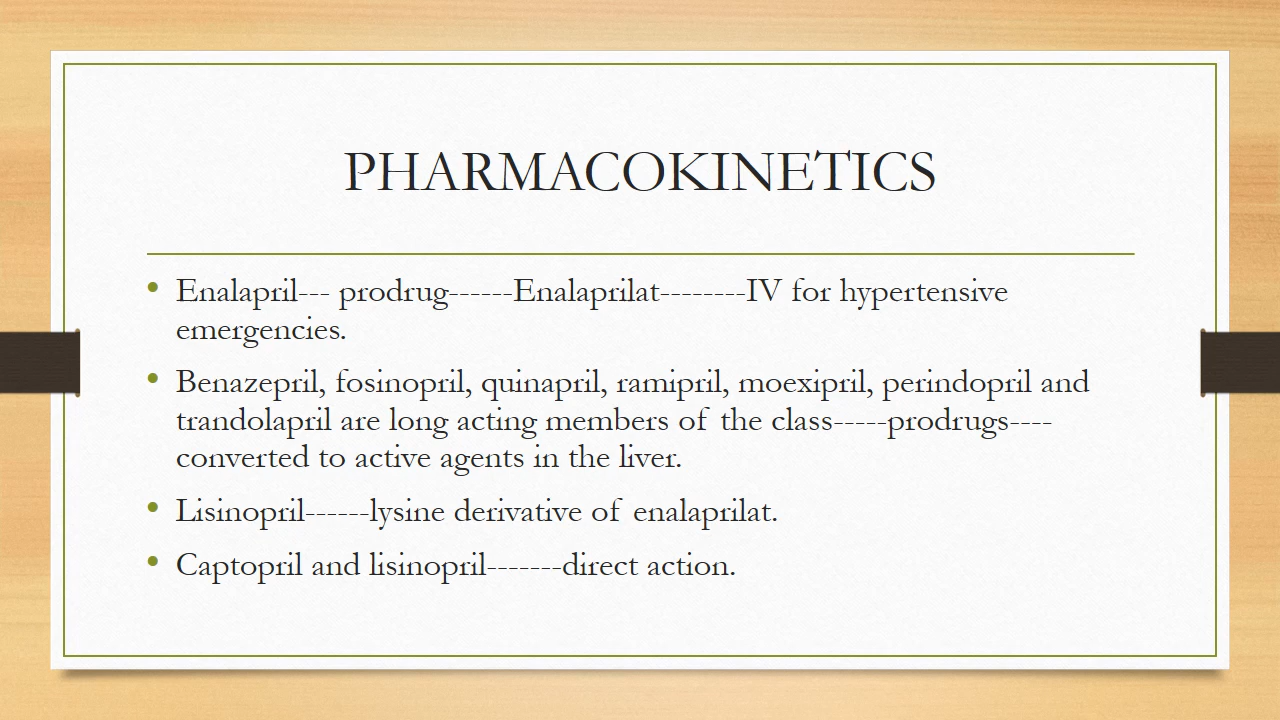 PHARMACOKINETICS
• Enalapril--- prodrug------Enalaprilat--------IV for hypertensive
emergencies.
• Benazepril, fosinopril, quinapril, ramipril, moexipril, perindopril and
trandolapril are long acting members of the class-----prodrugs----
converted to active agents in the liver.
• Lisinopril------lysine derivative of enalaprilat.
• Captopril and lisinopril-------direct action.